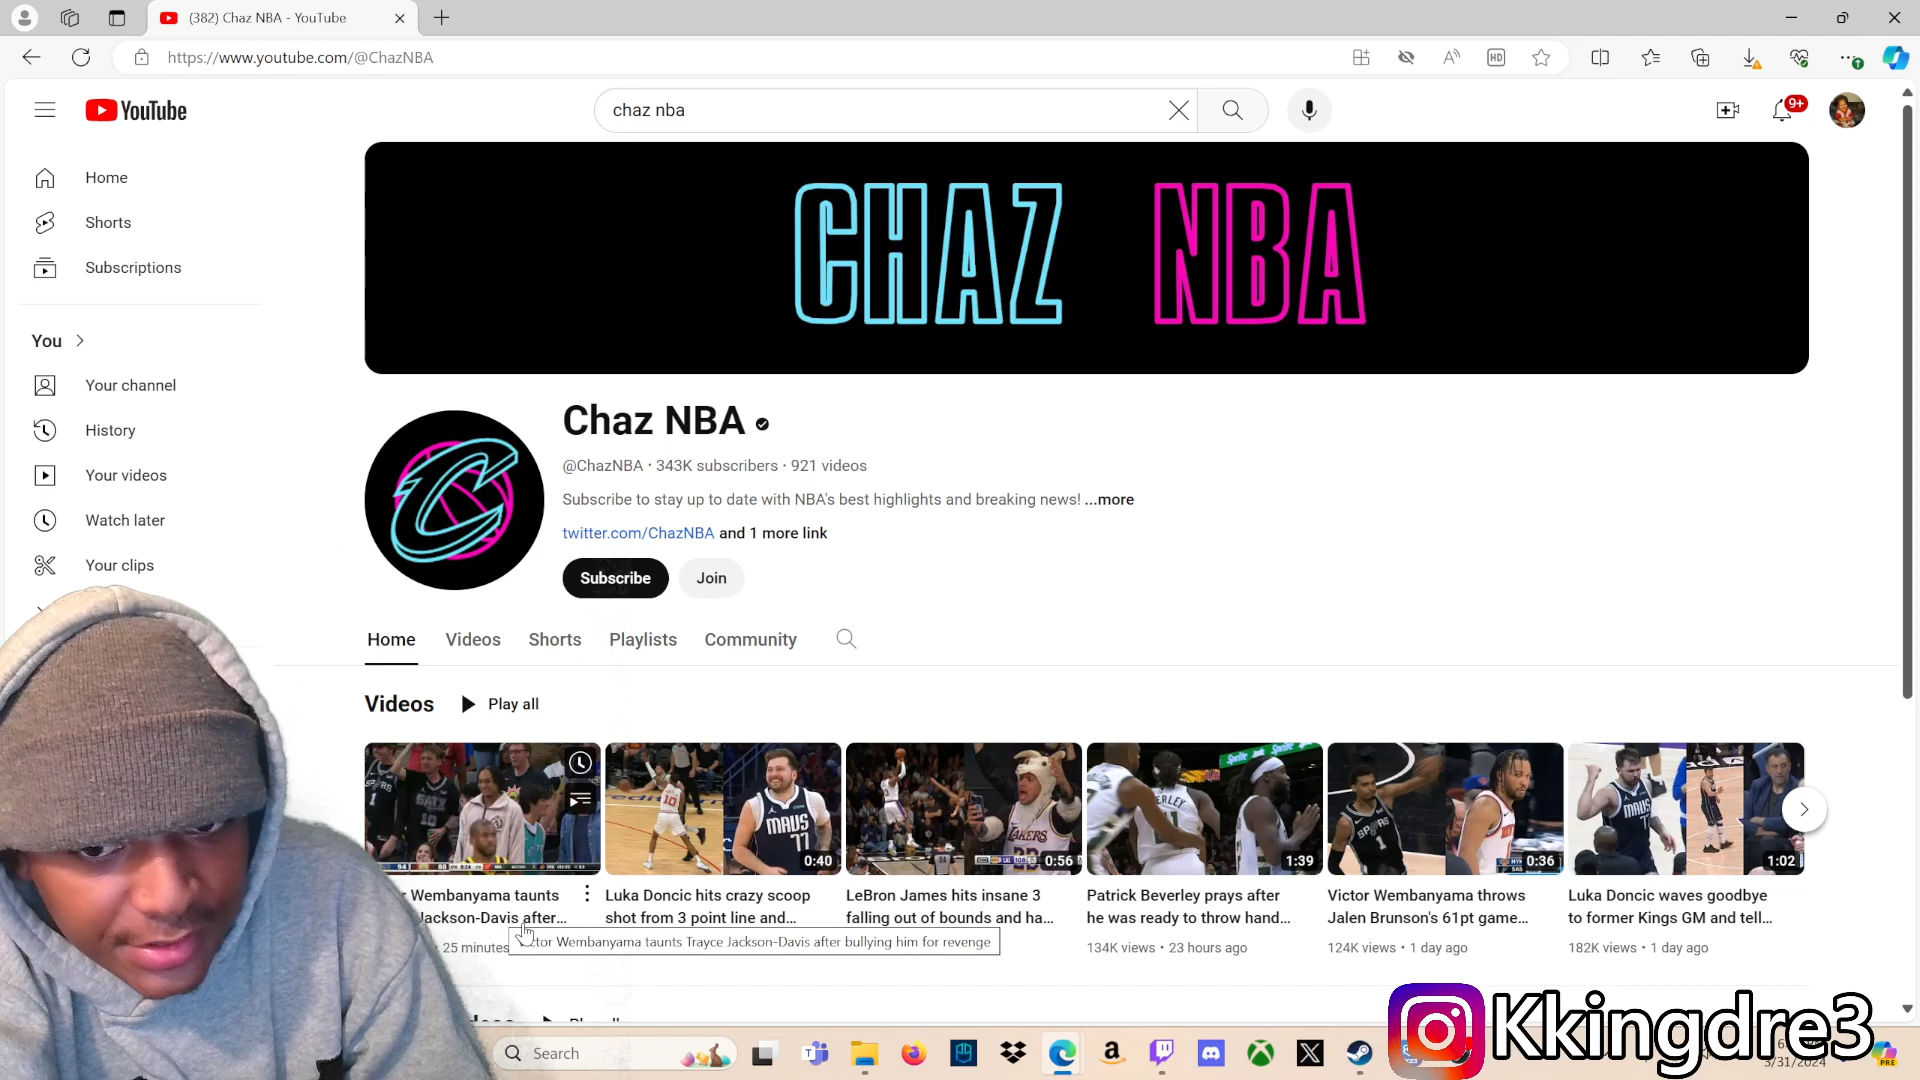 (382) Chaz NBA - YouTube
https://www.youtube.com/@ChazNBA
YouTube
chaz nba
9+
Home
Shorts
Subscriptions
You
Your channel
History
Your videos
Watch later
Your clips
CHAZ NBA
Chaz NBA
@ChazNBA · 343K subscribers · 921 videos
Subscribe to stay up to date with NBA's best highlights and breaking news! ...more
twitter.com/ChazNBA and 1 more link
Subscribe
Join
Home
Videos
Shorts
Playlists
Community
Videos
Play all
0:40
0:56
1:39
0:36
1:02
Wembanyama taunts
Jackson-Davis after...
25 minutes
Luka Doncic hits crazy scoop
shot from 3 point line and...
LeBron James hits insane 3
falling out of bounds and ha...
Patrick Beverley prays after
he was ready to throw hand...
134K views • 23 hours ago
Victor Wembanyama throws
Jalen Brunson's 61pt game...
124K views • 1 day ago
Luka Doncic waves goodbye
to former Kings GM and tell...
182K views • 1 day ago
Wembanyama taunts Trayce Jackson-Davis after bullying him for revenge
Search
Kkingdre3
3/31/2024